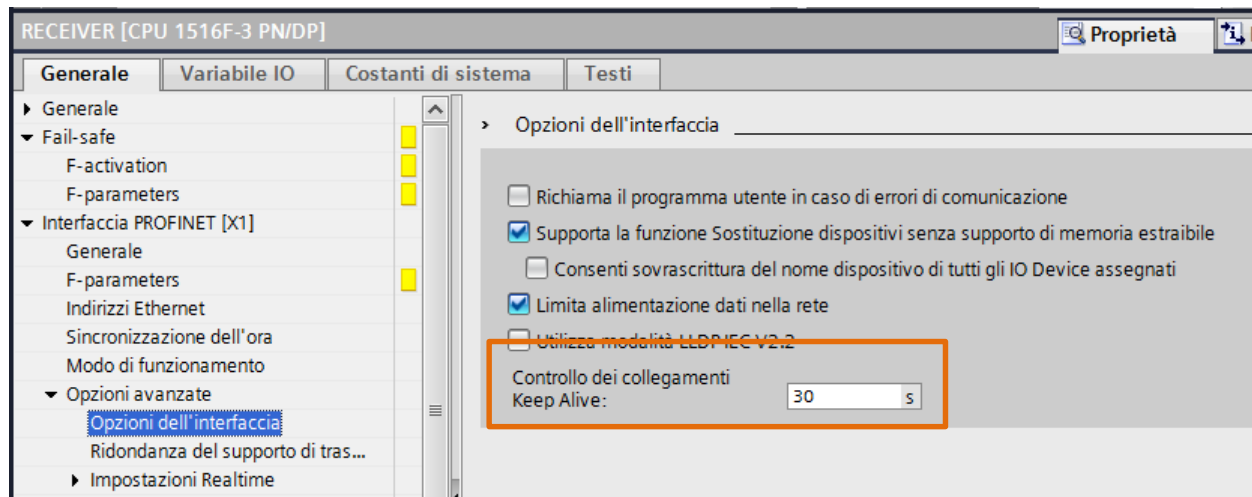 RECEIVER [CPU 1516F-3 PN/DP]
Proprietà
Generale
Variabile IO
Costanti di sistema
Testi
Generale
Fail-safe
F-activation
F-parameters
Interfaccia PROFINET [X1]
Generale
F-parameters
Indirizzi Ethernet
Sincronizzazione dell'ora
Modo di funzionamento
Opzioni avanzate
Opzioni dell'interfaccia
Ridondanza del supporto di tras...
Impostazioni Realtime
Opzioni dell'interfaccia
Richiama il programma utente in caso di errori di comunicazione
Supporta la funzione Sostituzione dispositivi senza supporto di memoria estraibile
Consenti sovrascrittura del nome dispositivo di tutti gli IO Device assegnati
Limita alimentazione dati nella rete
Utilizza modalità LLDP IEC V2.2
Controllo dei collegamenti
Keep Alive:
30 s